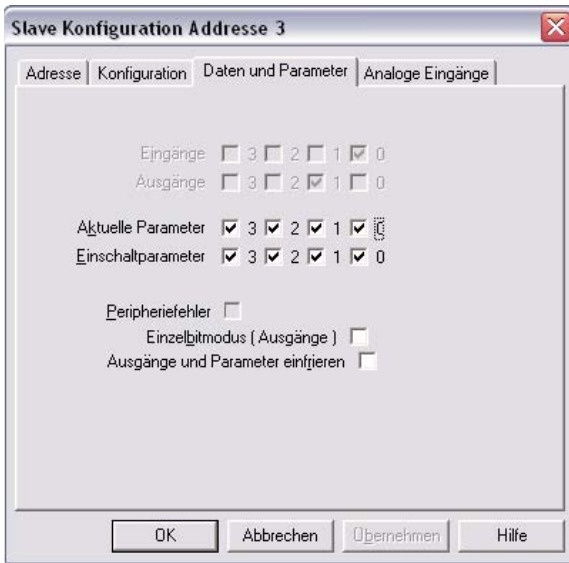 Slave Konfiguration Addresse 3
Adresse Konfiguration Daten und Parameter Analoge Eingänge
Eingänge 3 2 1 0
Ausgänge 3 2 1 0
Aktuelle Parameter 3 2 1 0
Einschaltparameter 3 2 1 0
Peripheriefehler
Einzelbitmodus ( Ausgänge )
Ausgänge und Parameter einfrieren
OK Abbrechen Übernehmen Hilfe